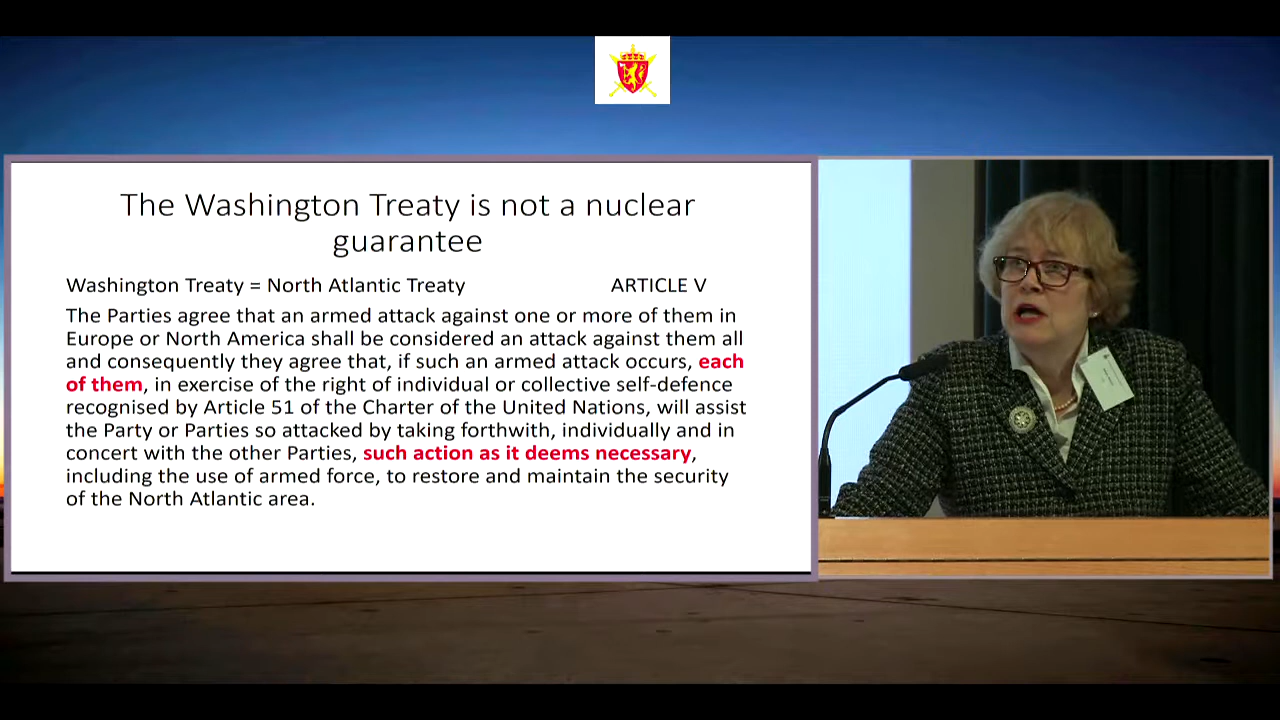 The Washington Treaty is not a nuclear
guarantee
Washington Treaty = North Atlantic Treaty ARTICLE V
The Parties agree that an armed attack against one or more of them in
Europe or North America shall be considered an attack against them all
and consequently they agree that, if such an armed attack occurs, each
of them, in exercise of the right of individual or collective self-defence
recognised by Article 51 of the Charter of the United Nations, will assist
the Party or Parties so attacked by taking forthwith, individually and in
concert with the other Parties, such action as it deems necessary,
including the use of armed force, to restore and maintain the security
of the North Atlantic area.